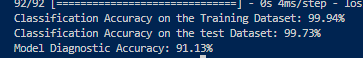 92/92 [==============================] - 0s 4ms/step - los
Classification Accuracy on the Training Dataset: 99.94%
Classification Accuracy on the test Dataset: 99.73%
Model Diagnostic Accuracy: 91.13%